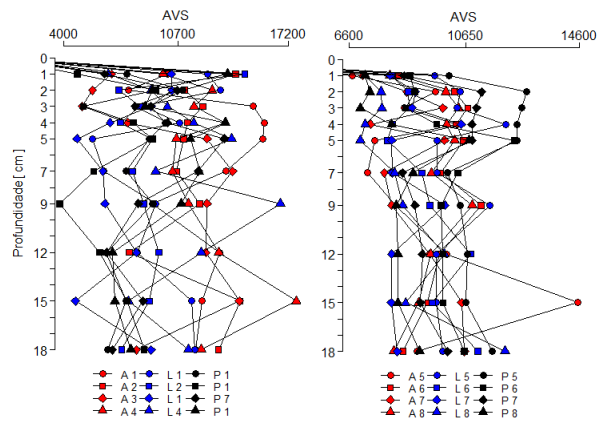 AVS
4000 10700 17200
0
1
2
3
4
5
7
9
12
15
18
Profundidade [ cm ]
A 1 L 1 P 1
A 2 L 2 P 1
A 3 L 1 P 7
A 4 L 4 P 1
AVS
6600 10650 14600
0
1
2
3
4
5
7
9
12
15
18
A 5 L 5 P 5
A 6 L 6 P 6
A 7 L 7 P 7
A 8 L 8 P 8